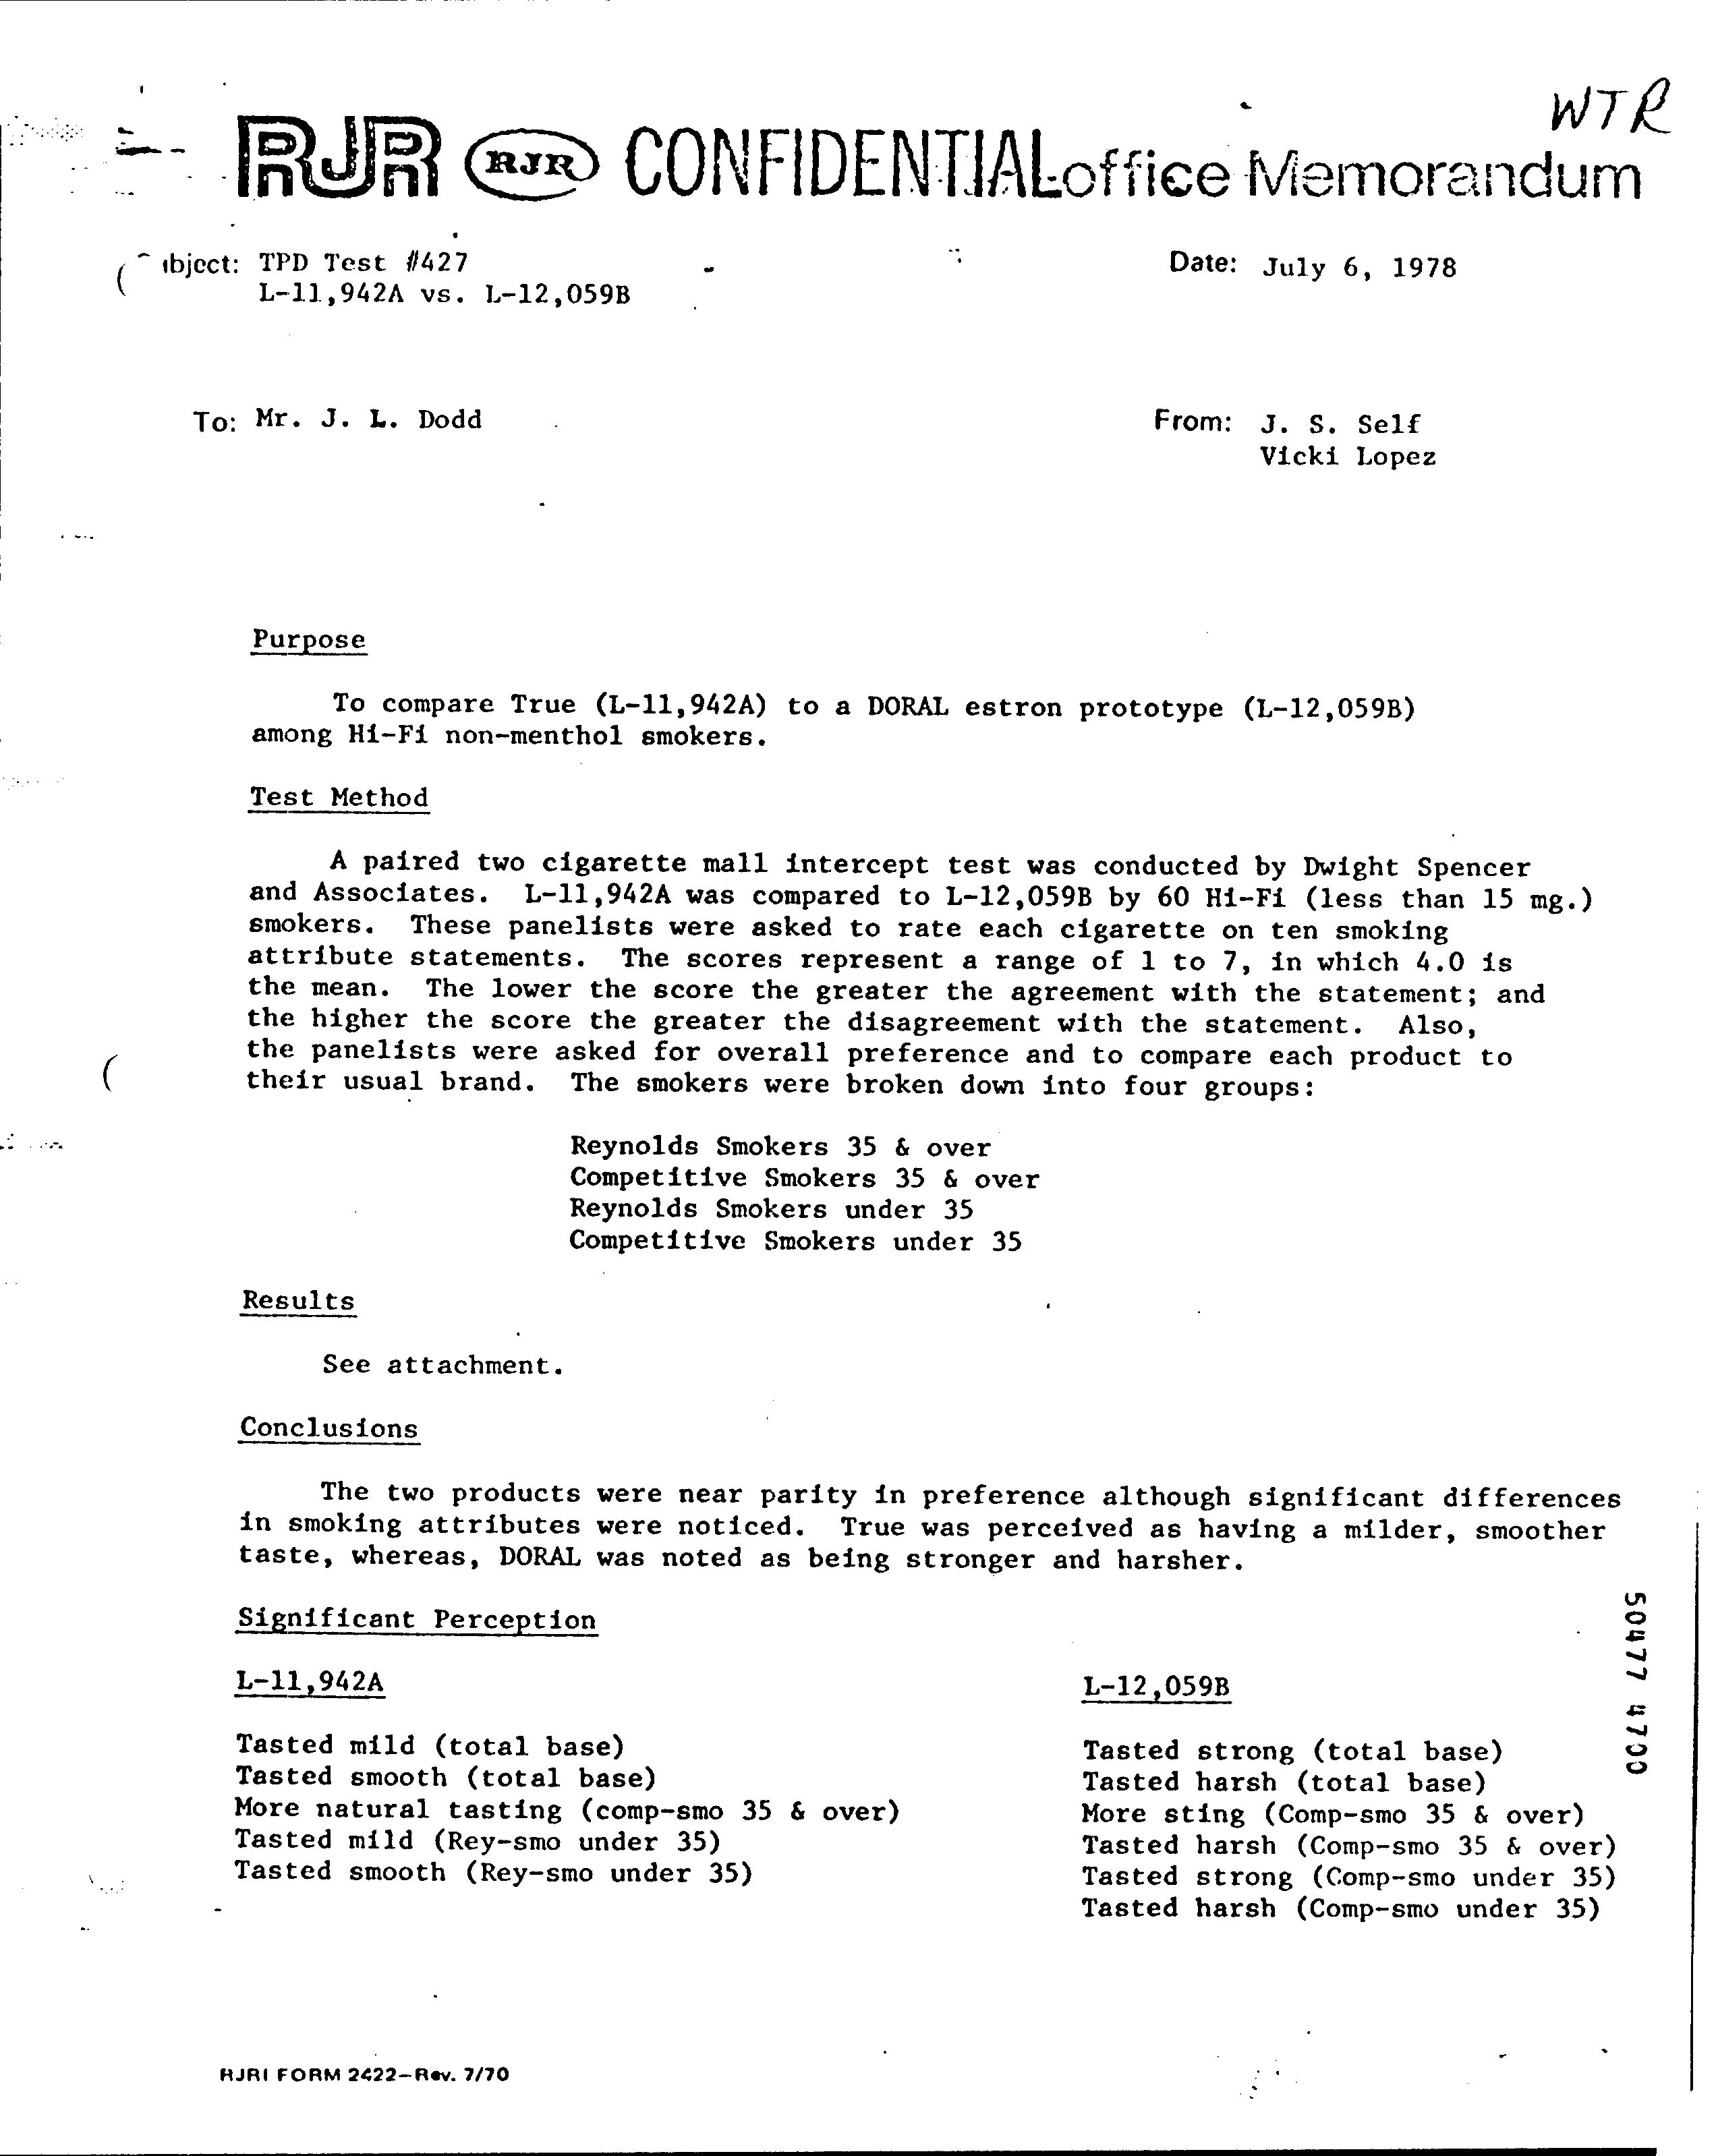 WTR
RJR RJR CONFIDENTIAL office Memorandum
bject: TPD Test #427
L-11,942A vs. L-12,059B
Date: July 6, 1978
To: Mr. J. L. Dodd
From: J. S. Self
Vicki Lopez
Purpose
To compare True (L-11,942A) to a DORAL estron prototype (L-12,059B)
among Hi-Fi non-menthol smokers.
Test Method
A paired two cigarette mall intercept test was conducted by Dwight Spencer
and Associates. L-11,942A was compared to L-12,059B by 60 Hi-Fi (less than 15 mg.)
smokers. These panelists were asked to rate each cigarette on ten smoking
attribute statements. The scores represent a range of 1 to 7, in which 4.0 is
the mean. The lower the score the greater the agreement with the statement; and
the higher the score the greater the disagreement with the statement. Also,
the panelists were asked for overall preference and to compare each product to
their usual brand. The smokers were broken down into four groups:
Reynolds Smokers 35 & over
Competitive Smokers 35 & over
Reynolds Smokers under 35
Competitive Smokers under 35
Results
See attachment.
Conclusions
The two products were near parity in preference although significant differences
in smoking attributes were noticed. True was perceived as having a milder, smoother
taste, whereas, DORAL was noted as being stronger and harsher.
Significant Perception
L-11,942A
Tasted mild (total base)
Tasted smooth (total base)
More natural tasting (comp-smo 35 & over)
Tasted mild (Rey-smo under 35)
Tasted smooth (Rey-smo under 35)
L-12,059B
Tasted strong (total base)
Tasted harsh (total base)
More sting (Comp-smo 35 & over)
Tasted harsh (Comp-smo 35 & over)
Tasted strong (Comp-smo under 35)
Tasted harsh (Comp-smo under 35)
50477 4700
RJRI FORM 2422-Rev. 7/70